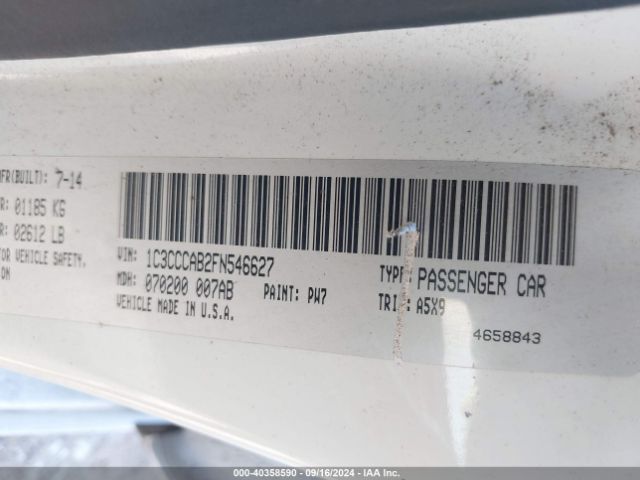 MFR(BUILT): 7-14
R: 01185 KG
R: 02612 LB
FOR VEHICLE SAFETY,
ON
VIN: 1C3CCCAB2FN546627
MDH: 070200 007AB
PAINT: PW7
VEHICLE MADE IN U.S.A.
TYPE: PASSENGER CAR
TRIM: A5X9
4658843
000-40358590 - 09/16/2024 - IAA Inc.